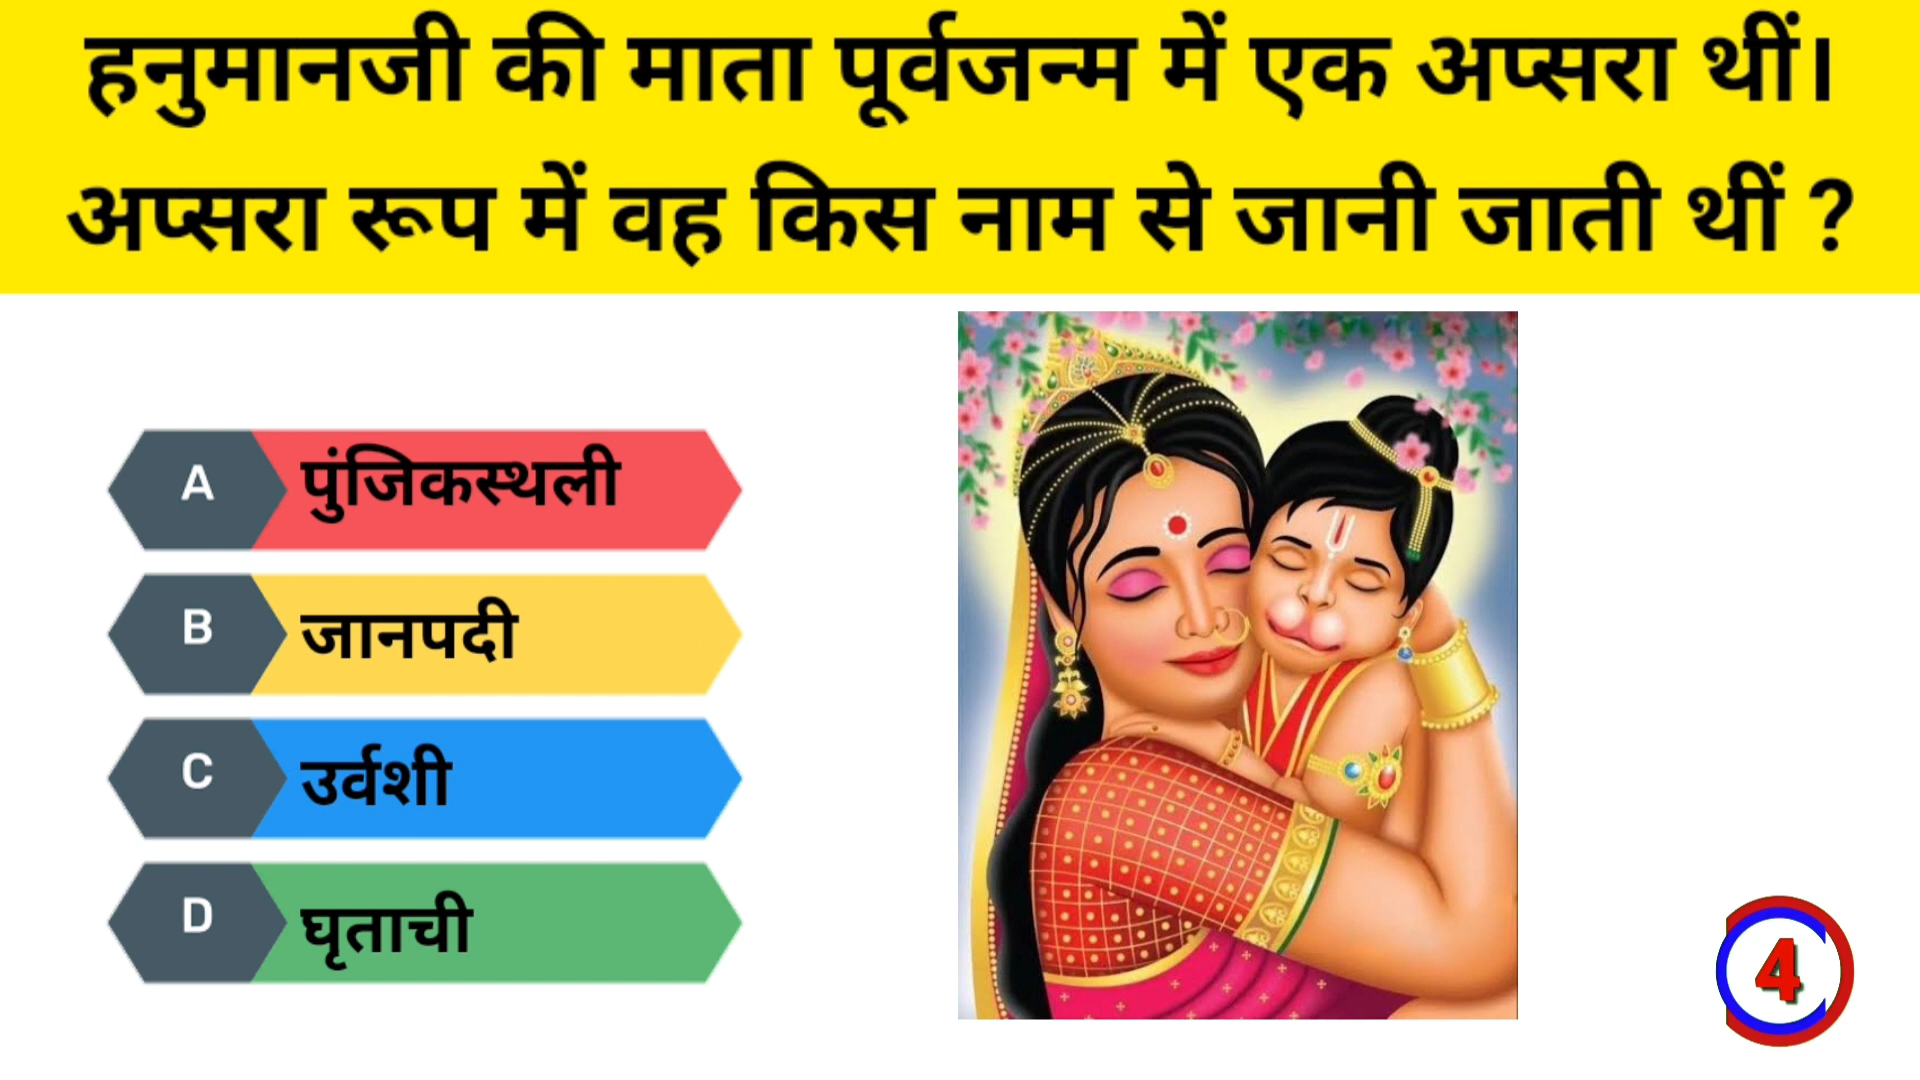 हनुमानजी की माता पूर्वजन्म में एक अप्सरा थीं।
अप्सरा रूप में वह किस नाम से जानी जाती थीं ?
A पुंजिकस्थली
B जानपदी
C उर्वशी
D घृताची
4